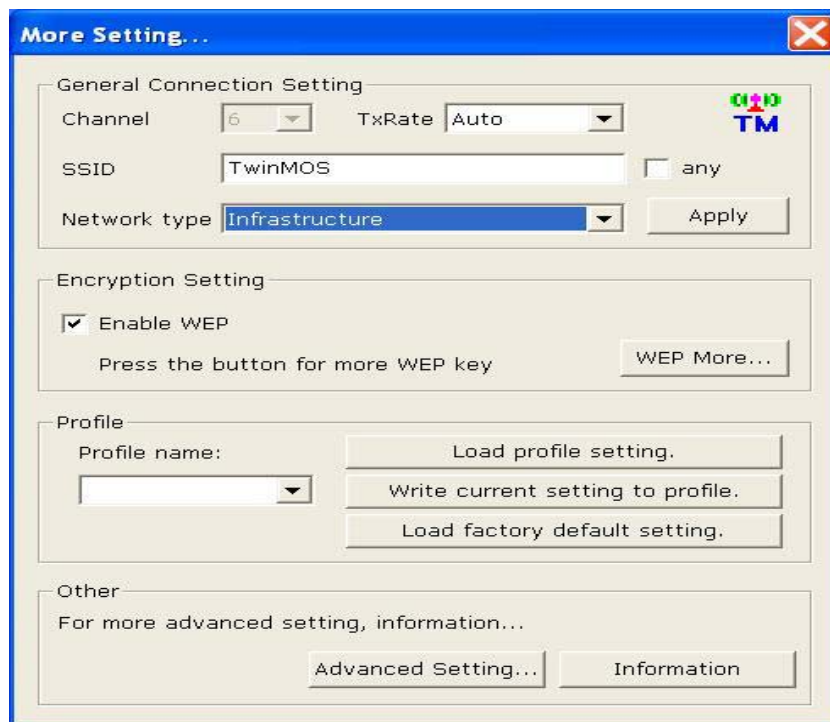 More Setting...
General Connection Setting
Channel 6 TxRate Auto
TM
SSID TwinMOS any
Network type Infrastructure Apply
Encryption Setting
Enable WEP
Press the button for more WEP key WEP More...
Profile
Profile name: Load profile setting.
Write current setting to profile.
Load factory default setting.
Other
For more advanced setting, information...
Advanced Setting... Information